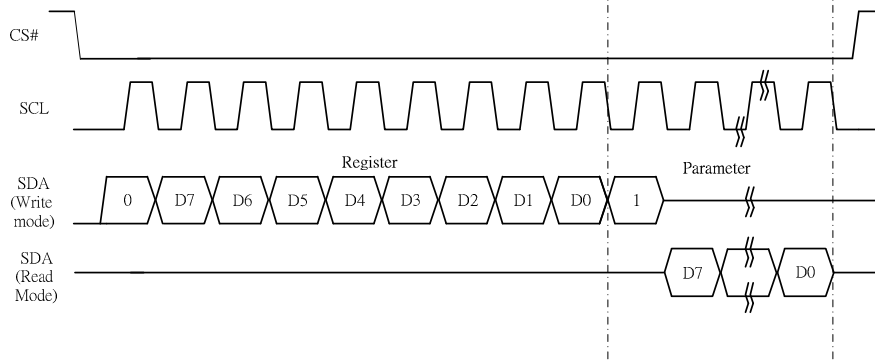 CS#
SCL
Register
Parameter
SDA
(Write
mode)
0 D7 D6 D5 D4 D3 D2 D1 D0 1
SDA
(Read
Mode)
D7 D0